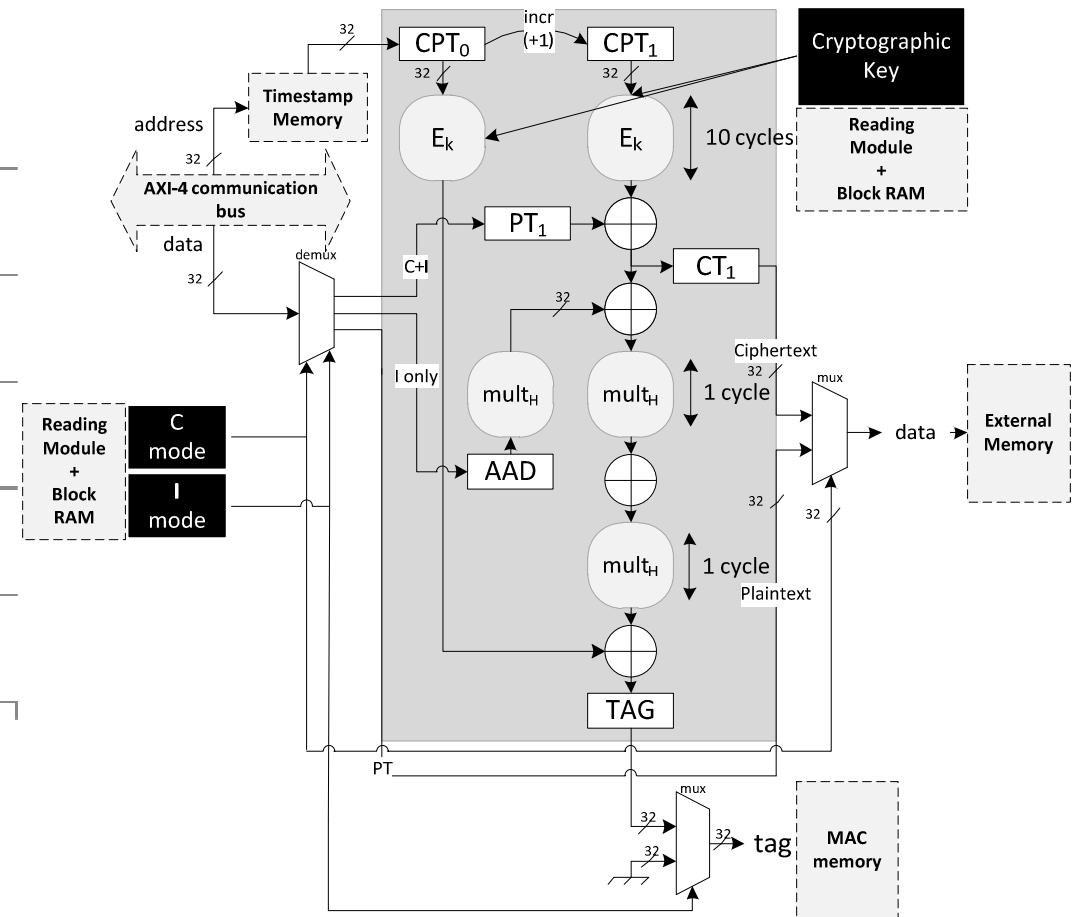 incr
(+1)
32
CPT0
CPT1
Cryptographic
Key
32
32
Timestamp
Memory
Ek
Ek
10 cycles
Reading
Module
+
Block RAM
address
32
AXI-4 communication
bus
data
32
demux
PT1
C+I
CT1
32
I only
multH
multH
1 cycle
Ciphertext
32
mux
Reading
Module
+
Block
RAM
C
mode
I
mode
AAD
data
External
Memory
32
32
multH
1 cycle
Plaintext
TAG
PT
mux
32
32
32
tag
MAC
memory